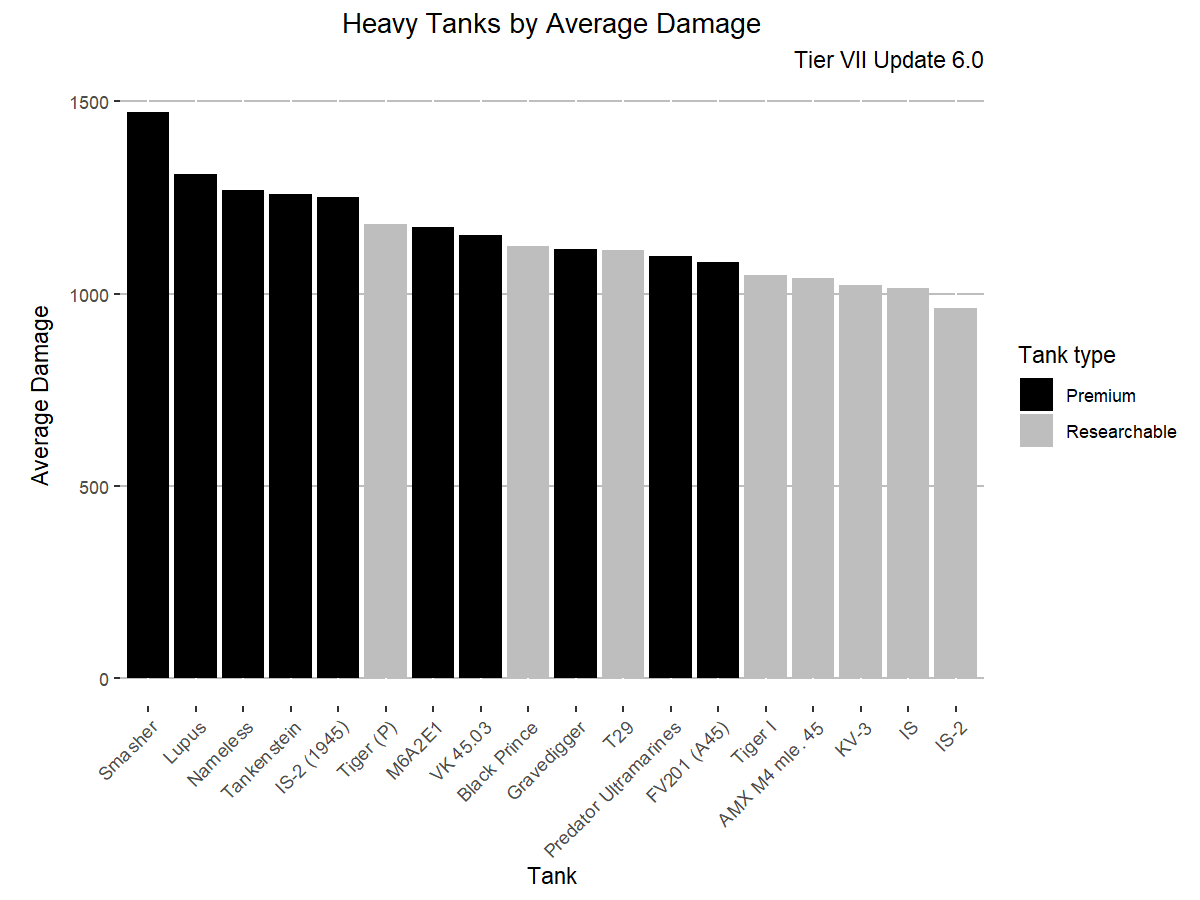 Heavy Tanks by Average Damage
Tier VII Update 6.0
Average Damage
1500
1000
500
0
Smasher
Lupus
Nameless
Tankenstein
IS-2 (1945)
Tiger (P)
M6A2E1
VK 45.03
Black Prince
Gravedigger
T29
Predator Ultramarines
FV201 (A45)
Tiger I
AMX M4 mle. 45
KV-3
IS
IS-2
Tank
Tank type
Premium
Researchable